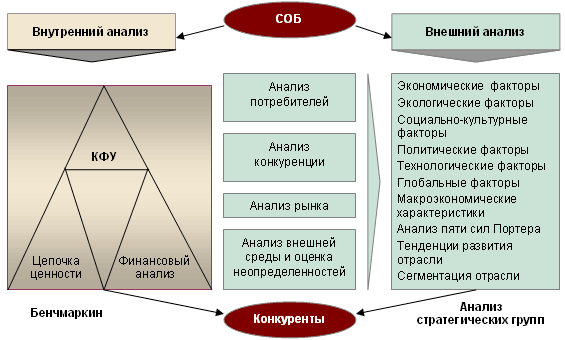 СОБ
Внутренний анализ
Внешний анализ
КФУ
Цепочка
ценности
Финансовый
анализ
Анализ
потребителей
Анализ
конкуренции
Анализ рынка
Анализ внешней
среды и оценка
неопределенностей
Экономические факторы
Экологические факторы
Социально-культурные
факторы
Политические факторы
Технологические факторы
Глобальные факторы
Макроэкономические
характеристики
Анализ пяти сил Портера
Тенденции развития
отрасли
Сегментация отрасли
Бенчмаркин
Конкуренты
Анализ
стратегических групп